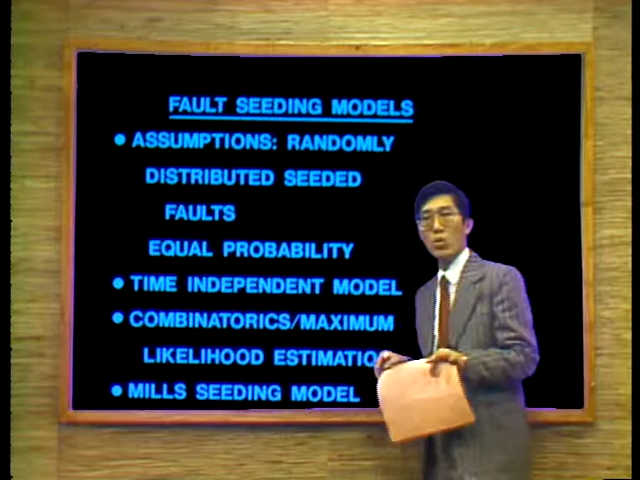 FAULT SEEDING MODELS
• ASSUMPTIONS: RANDOMLY
DISTRIBUTED SEEDED
FAULTS
EQUAL PROBABILITY
• TIME INDEPENDENT MODEL
• COMBINATORICS/MAXIMUM
LIKELIHOOD ESTIMATIO
• MILLS SEEDING MODEL